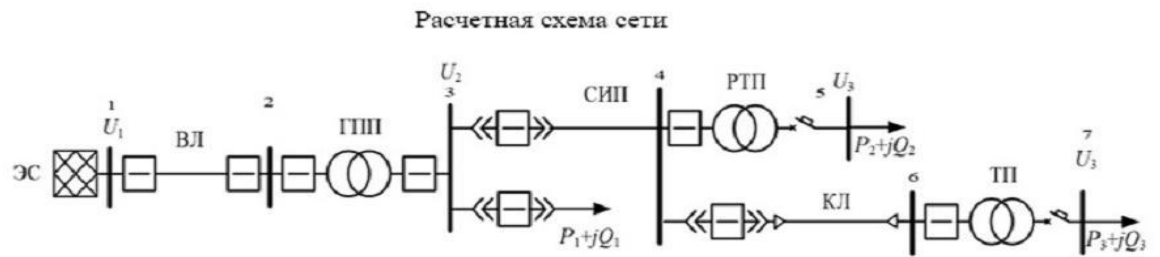 Расчетная схема сети
1
U1
ВЛ
2
ГПП
U2
3
СИП
4
РТП
5
U3
P2+jQ2
ЭС
P1+jQ1
КЛ
6
ТП
7
U3
P3+jQ3